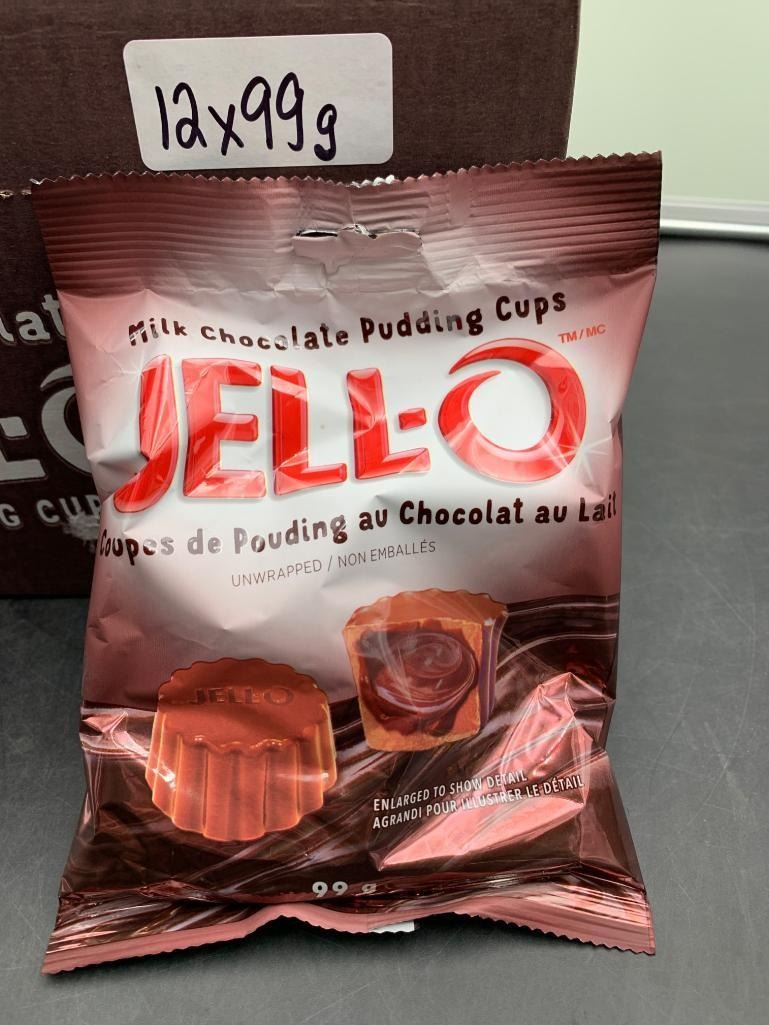 12x99g
Milk Chocolate Pudding Cups
JELL-O
TM/MC
Coupes de Pouding au Chocolat au Lait
UNWRAPPED / NON EMBALLÉS
JELL-O
ENLARGED TO SHOW DETAIL
AGRANDI POUR ILLUSTRER LE DÉTAIL
99 g